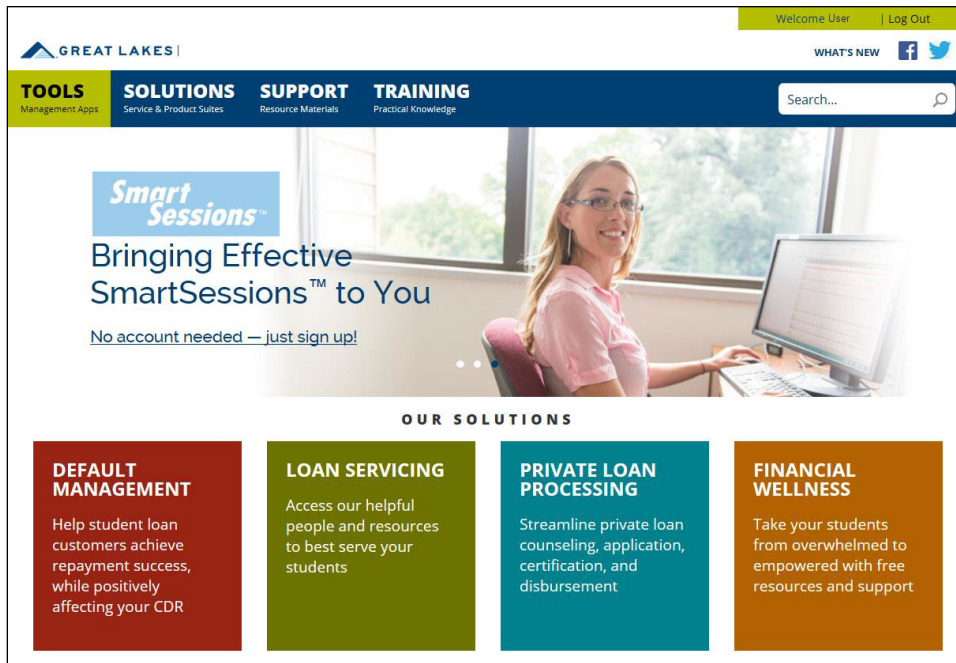 Welcome User | Log Out
GREAT LAKES
WHAT'S NEW
TOOLS
Management Apps
SOLUTIONS
Service & Product Suites
SUPPORT
Resource Materials
TRAINING
Practical Knowledge
Search...
Smart
Sessions™
Bringing Effective
SmartSessions™ to You
No account needed — just sign up!
OUR SOLUTIONS
DEFAULT
MANAGEMENT
Help student loan
customers achieve
repayment success,
while positively
affecting your CDR
LOAN SERVICING
Access our helpful
people and resources
to best serve your
students
PRIVATE LOAN
PROCESSING
Streamline private loan
counseling, application,
certification, and
disbursement
FINANCIAL
WELLNESS
Take your students
from overwhelmed to
empowered with free
resources and support